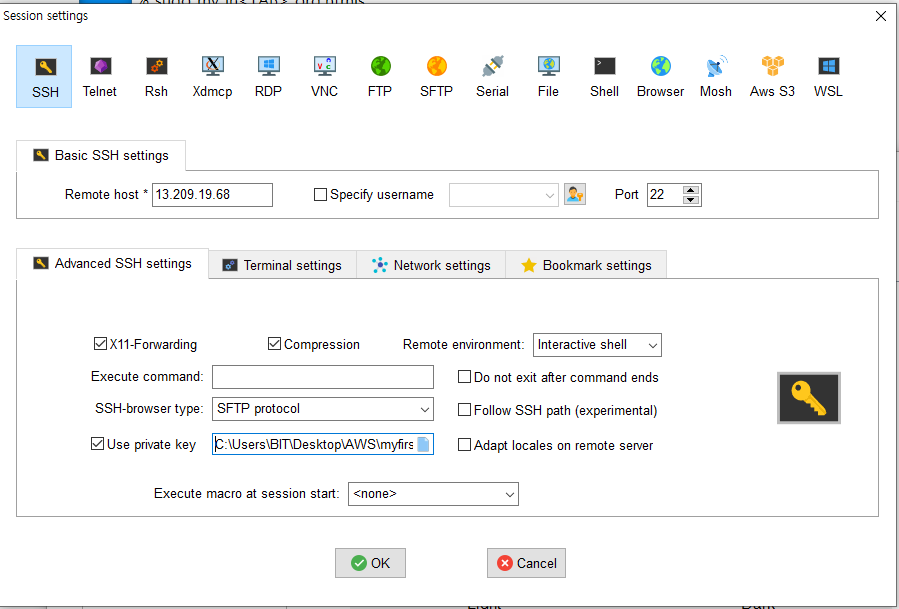 Session settings
SSH Telnet Rsh Xdmcp RDP VNC FTP SFTP Serial File Shell Browser Mosh Aws S3 WSL
Basic SSH settings
Remote host * 13.209.19.68 Specify username Port 22
Advanced SSH settings Terminal settings Network settings Bookmark settings
X11-Forwarding Compression Remote environment: Interactive shell
Execute command: Do not exit after command ends
SSH-browser type: SFTP protocol Follow SSH path (experimental)
Use private key C:\Users\BIT\Desktop\AWS\myfirs Adapt locales on remote server
Execute macro at session start: <none>
OK Cancel